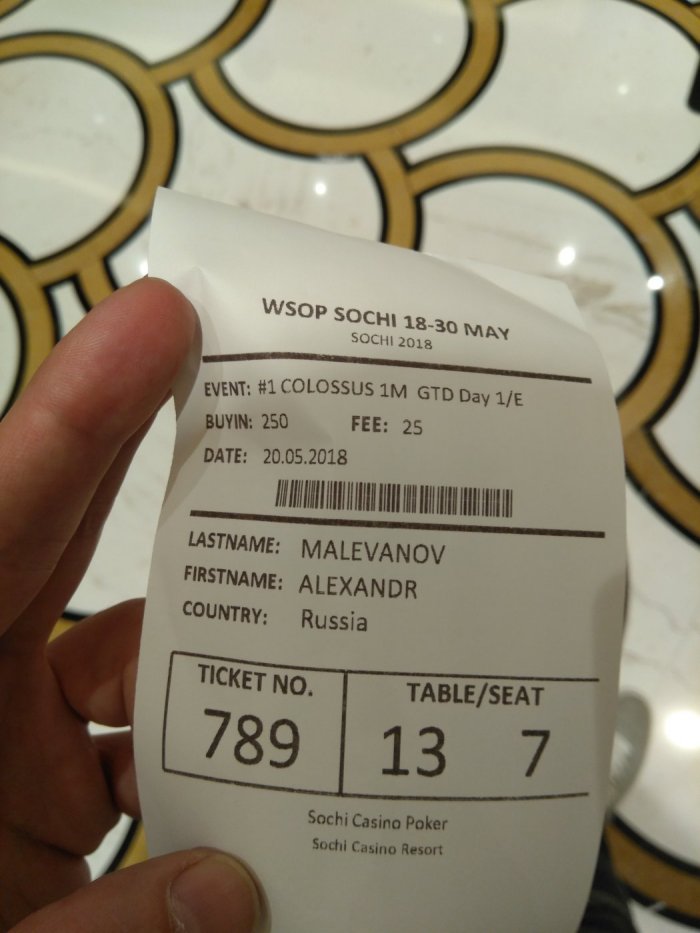 WSOP SOCHI 18-30 MAY
SOCHI 2018
EVENT: #1 COLOSSUS 1M GTD Day 1/E
BUYIN: 250 FEE: 25
DATE: 20.05.2018
LASTNAME: MALEVANOV
FIRSTNAME: ALEXANDR
COUNTRY: Russia
TICKET NO. TABLE/SEAT
789 13 7
Sochi Casino Poker
Sochi Casino Resort